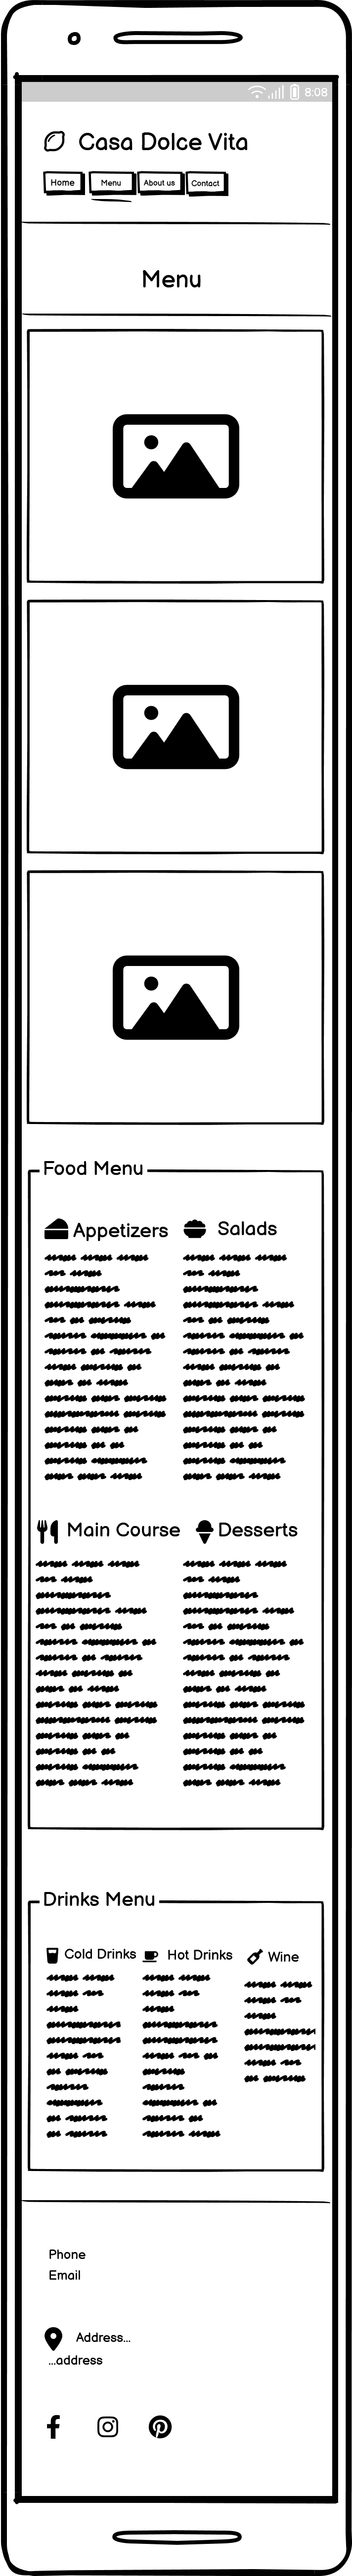 8:08
Casa Dolce Vita
Home Menu About us Contact
Menu
Food Menu
Appetizers Salads
Main Course Desserts
Drinks Menu
Cold Drinks Hot Drinks Wine
Phone
Email
Address...
...address